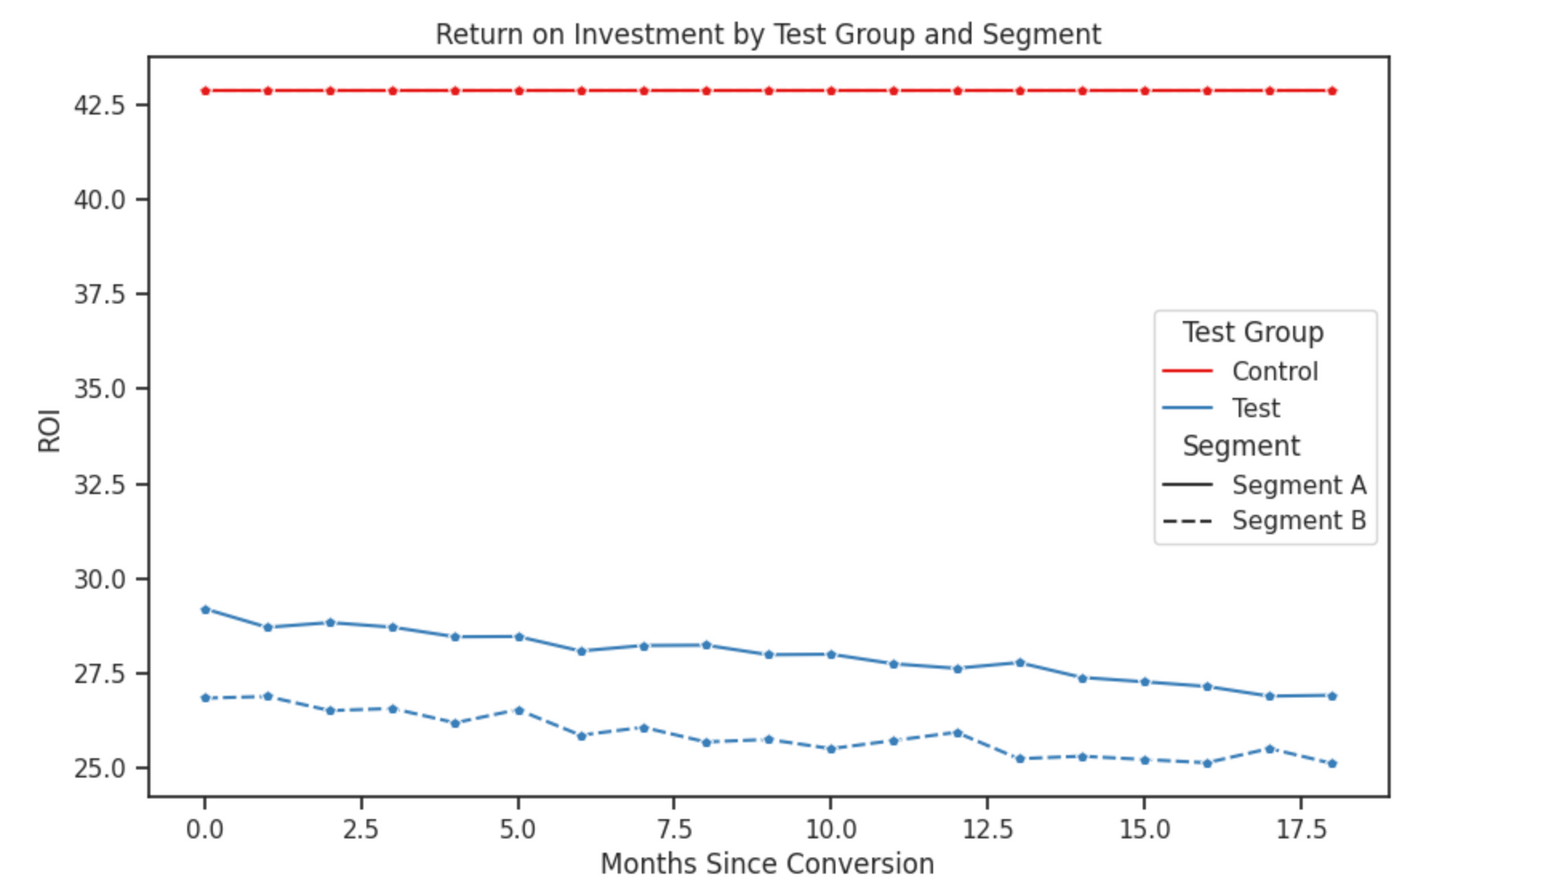 Return on Investment by Test Group and Segment
42.5
40.0
37.5
35.0
32.5
30.0
27.5
25.0
ROI
Test Group
Control
Test
Segment
Segment A
Segment B
0.0 2.5 5.0 7.5 10.0 12.5 15.0 17.5
Months Since Conversion